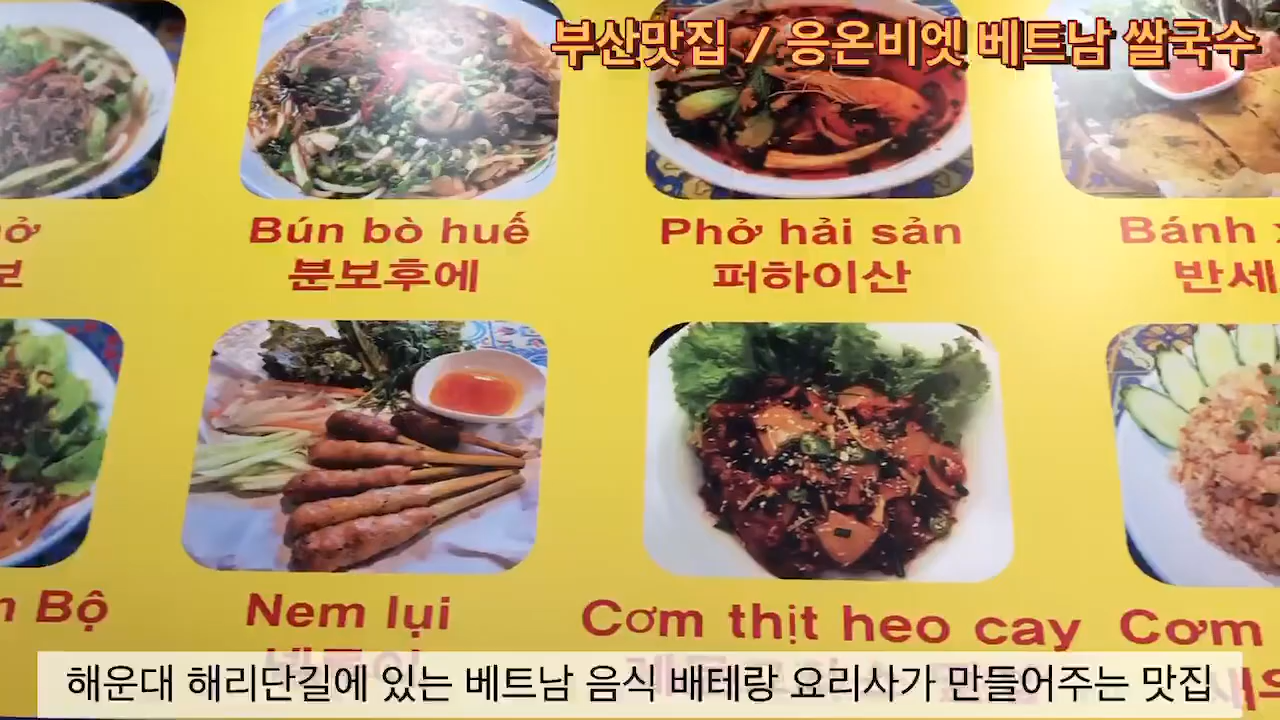 부산맛집 / 응온비엣 베트남 쌀국수
Bún bò huế
Phở hải sản
Bánh
분보후에
퍼하이산
반세
Bộ
Nem lụi
Cơm thịt heo cay
Cơm
해운대 해리단길에 있는 베트남 음식 배테랑 요리사가 만들어주는 맛집